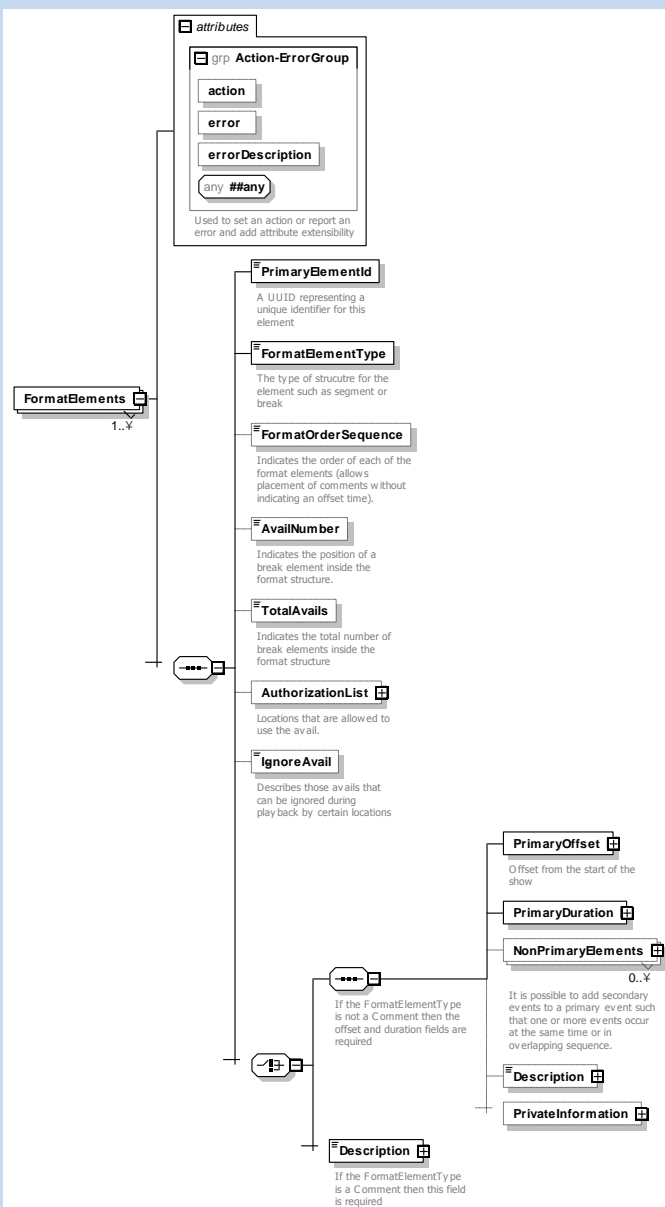 attributes
grp Action-ErrorGroup
action
error
errorDescription
any ##any
Used to set an action or report an
error and add attribute extensibility
PrimaryElementId
A UUID representing a
unique identifier for this
element
FormatElementType
The type of strucutre for the
element such as segment or
break
FormatElements
1..¥
FormatOrderSequence
Indicates the order of each of the
format elements (allows
placement of comments without
indicating an offset time).
AvailNumber
Indicates the position of a
break element inside the
format structure.
TotalAvails
Indicates the total number of
break elements inside the
format structure
AuthorizationList
Locations that are allowed to
use the avail.
IgnoreAvail
Describes those avails that
can be ignored during
playback by certain locations
PrimaryOffset
Offset from the start of the
show
PrimaryDuration
NonPrimaryElements
0..¥
It is possible to add secondary
events to a primary event such
that one or more events occur
at the same time or in
overlapping sequence.
If the FormatElementType
is not a Comment then the
offset and duration fields are
required
Description
PrivateInformation
Description
If the FormatElementType
is a Comment then this field
is required